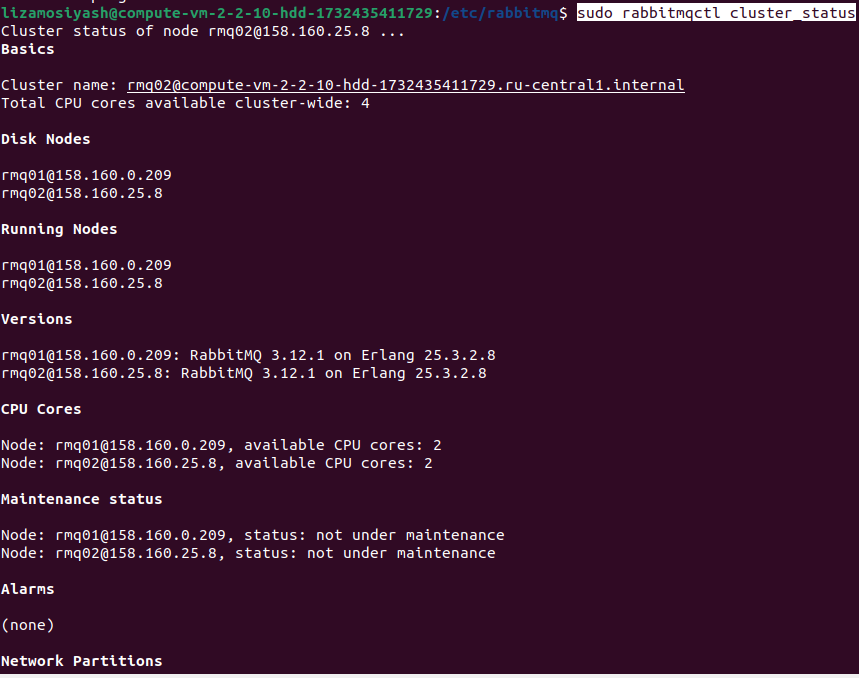 lizamosiyash@compute-vm-2-2-10-hdd-1732435411729:/etc/rabbitmq$ sudo rabbitmqctl cluster_status
Cluster status of node rmq02@158.160.25.8 ...
Basics
Cluster name: rmq02@compute-vm-2-2-10-hdd-1732435411729.ru-central1.internal
Total CPU cores available cluster-wide: 4
Disk Nodes
rmq01@158.160.0.209
rmq02@158.160.25.8
Running Nodes
rmq01@158.160.0.209
rmq02@158.160.25.8
Versions
rmq01@158.160.0.209: RabbitMQ 3.12.1 on Erlang 25.3.2.8
rmq02@158.160.25.8: RabbitMQ 3.12.1 on Erlang 25.3.2.8
CPU Cores
Node: rmq01@158.160.0.209, available CPU cores: 2
Node: rmq02@158.160.25.8, available CPU cores: 2
Maintenance status
Node: rmq01@158.160.0.209, status: not under maintenance
Node: rmq02@158.160.25.8, status: not under maintenance
Alarms
(none)
Network Partitions